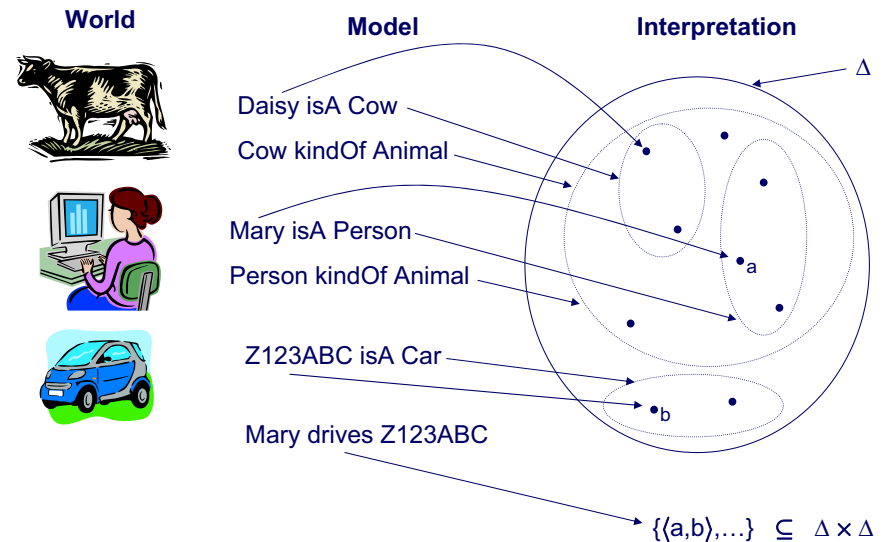 World
Model
Interpretation
Δ
Daisy isA Cow
Cow kindOf Animal
Mary isA Person
a
Person kindOf Animal
Z123ABC isA Car
b
Mary drives Z123ABC
{⟨a,b⟩,…} ⊆ Δ × Δ